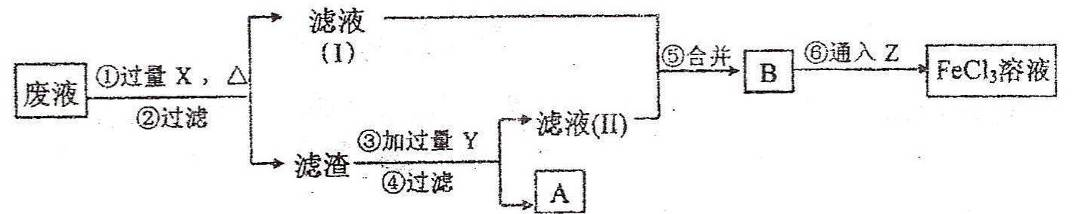 废液
①过量 X，△
②过滤
滤液
(I)
滤渣
③加过量 Y
④过滤
滤液(II)
A
⑤合并
B
⑥通入 Z
FeCl₃溶液